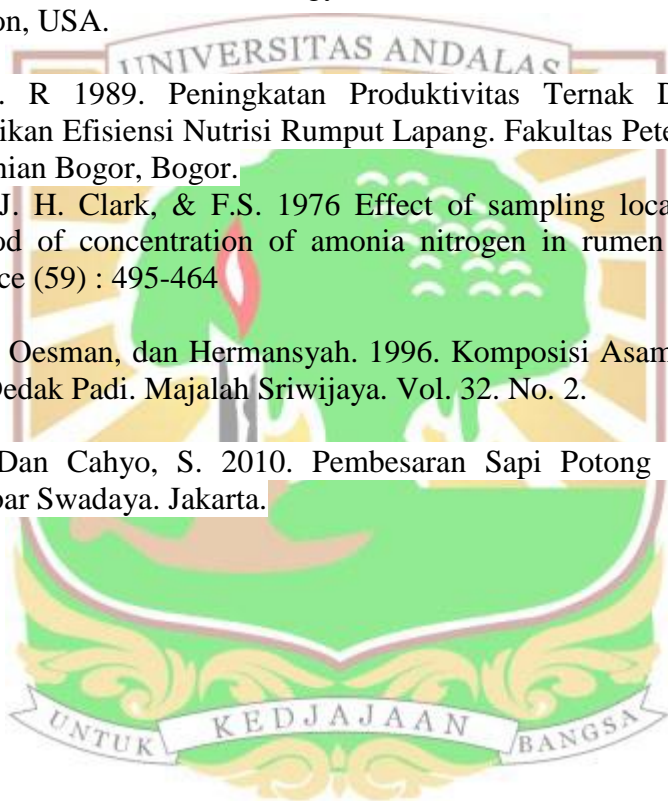 on, USA.
UNIVERSITAS ANDALAS
. R 1989. Peningkatan Produktivitas Ternak D
ikan Efisiensi Nutrisi Rumput Lapang. Fakultas Pete
nian Bogor, Bogor.
J. H. Clark, & F.S. 1976 Effect of sampling loca
od of concentration of amonia nitrogen in rumen
ce (59) : 495-464
Oesman, dan Hermansyah. 1996. Komposisi Asam
Dedak Padi. Majalah Sriwijaya. Vol. 32. No. 2.
Dan Cahyo, S. 2010. Pembesaran Sapi Potong
bar Swadaya. Jakarta.
UNTUK KEDJAJAAN BANGSA